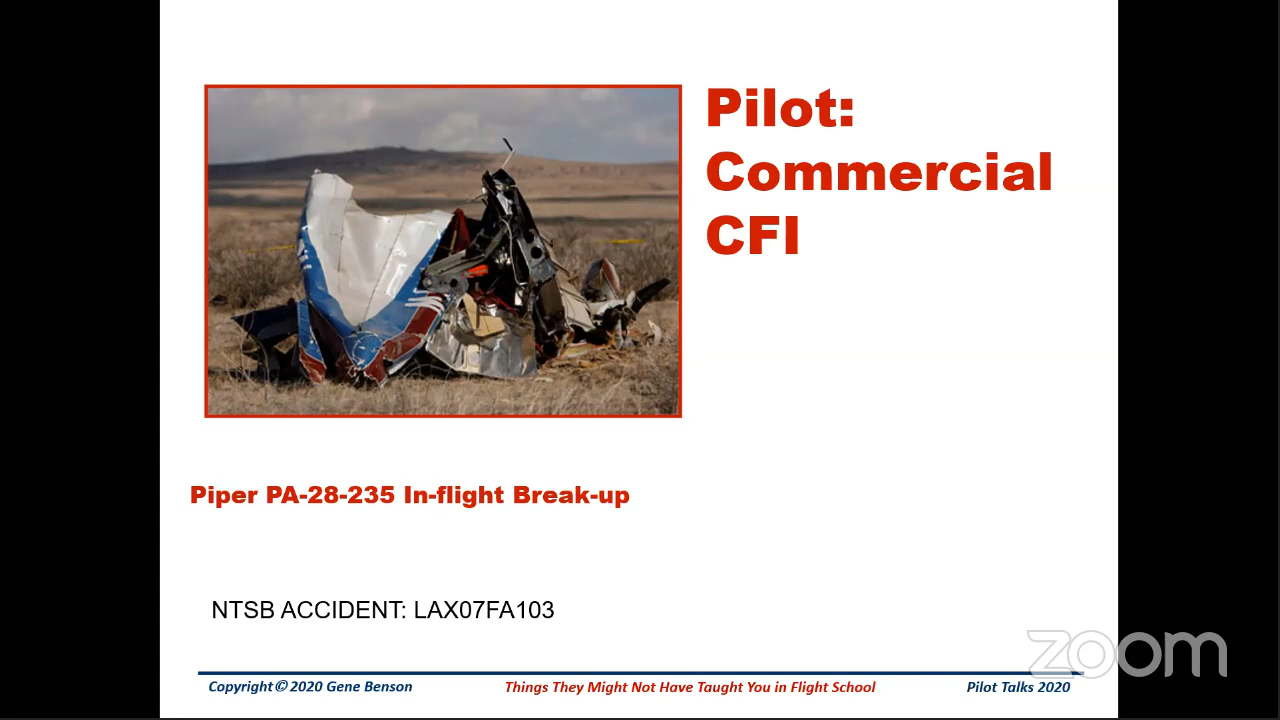 Pilot:
Commercial
CFI
Piper PA-28-235 In-flight Break-up
NTSB ACCIDENT: LAX07FA103
zoom
Copyright © 2020 Gene Benson
Things They Might Not Have Taught You in Flight School
Pilot Talks 2020